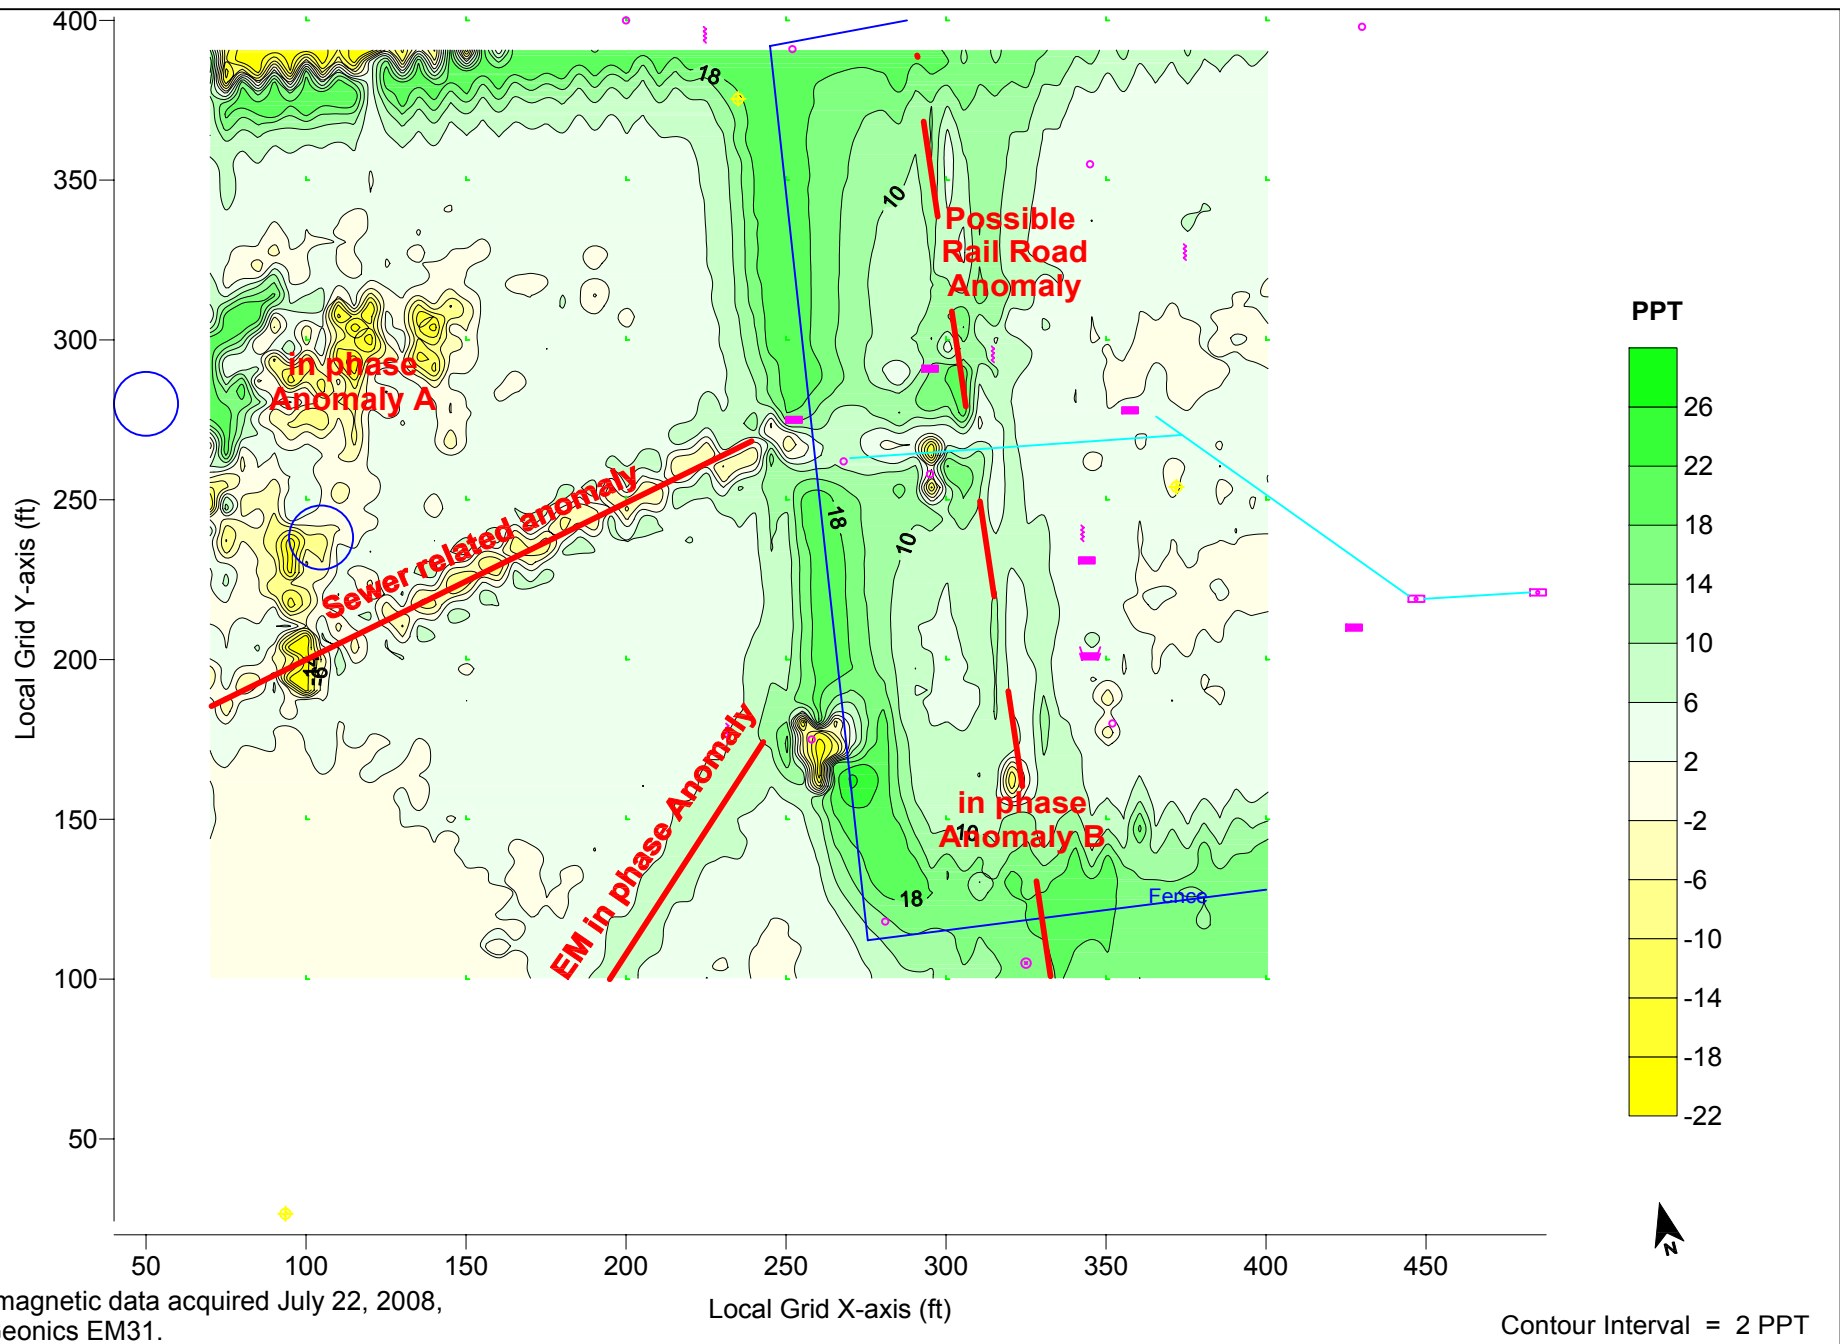 400
350
300
250
200
150
100
50
Local Grid Y-axis (ft)
18
10
Possible
Rail Road
Anomaly
in phase
Anomaly A
Sewer related anomaly
18
10
EM in phase Anomaly
in phase
Anomaly B
10
18
Fence
PPT
26
22
18
14
10
6
2
-2
-6
-10
-14
-18
-22
N
50
100
150
200
250
300
350
400
450
Local Grid X-axis (ft)
magnetic data acquired July 22, 2008,
eonics EM31.
Contour Interval = 2 PPT